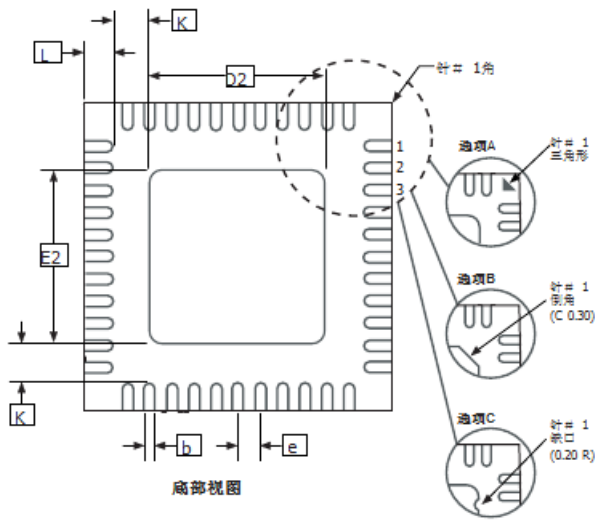 K
L
D2
针# 1角
1
2
3
选项A
针# 1
三角形
E2
选项B
针# 1
倒角
(C 0.30)
K
b
e
选项C
针# 1
缺口
(0.20 R)
底部视图